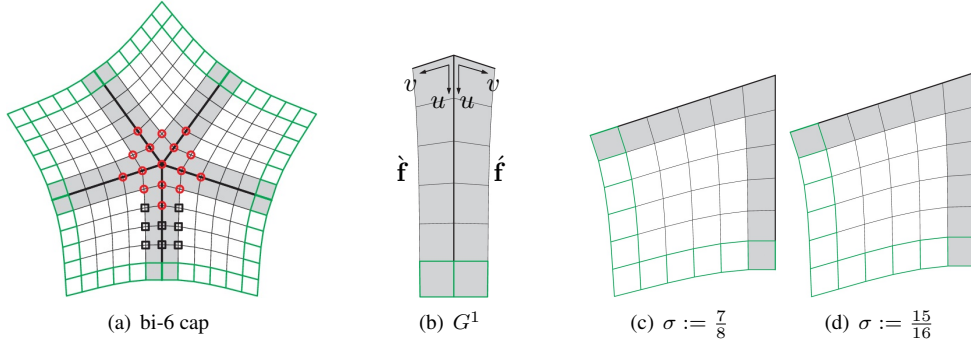 v
u
u
v
f̀
f́
(a) bi-6 cap
(b) G¹
(c) σ := 7/8
(d) σ := 15/16